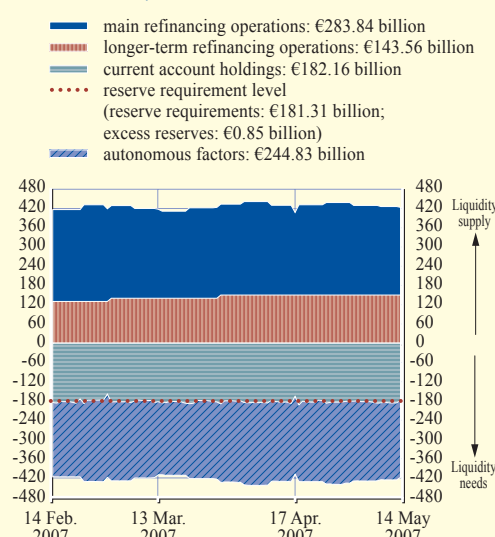 main refinancing operations: €283.84 billion
longer-term refinancing operations: €143.56 billion
current account holdings: €182.16 billion
reserve requirement level
(reserve requirements: €181.31 billion;
excess reserves: €0.85 billion)
autonomous factors: €244.83 billion
480 480
420 420
360 360
300 300
240 240
180 180
120 120
60 60
0 0
-60 -60
-120 -120
-180 -180
-240 -240
-300 -300
-360 -360
-420 -420
-480 -480
Liquidity
supply
Liquidity
needs
14 Feb. 13 Mar. 17 Apr. 14 May
2007 2007 2007 2007